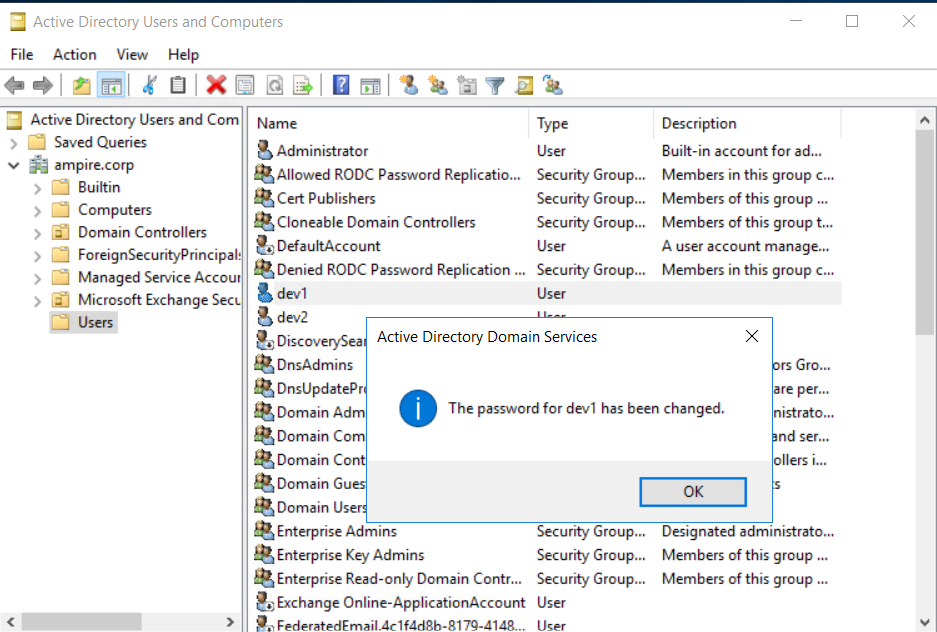 Active Directory Users and Computers
File Action View Help
Active Directory Users and Com
Saved Queries
ampire.corp
Builtin
Computers
Domain Controllers
ForeignSecurityPrincipals
Managed Service Accour
Microsoft Exchange Secu
Users
Name Type Description
Administrator User Built-in account for ad...
Allowed RODC Password Replicatio... Security Group... Members in this group c...
Cert Publishers Security Group... Members of this group ...
Cloneable Domain Controllers Security Group... Members of this group t...
DefaultAccount User A user account manage...
Denied RODC Password Replication ... Security Group... Members in this group c...
dev1 User
dev2 User
DiscoverySear
DnsAdmins ors Gro...
DnsUpdatePro are per...
Domain Adm nistrato...
Domain Com and ser...
Domain Cont ollers i...
Domain Gues ts
Domain Users
Active Directory Domain Services
The password for dev1 has been changed.
OK
Enterprise Admins Security Group... Designated administrato...
Enterprise Key Admins Security Group... Members of this group ...
Enterprise Read-only Domain Contr... Security Group... Members of this group ...
Exchange Online-ApplicationAccount User
FederatedEmail.4c1f4d8b-8179-4148... User